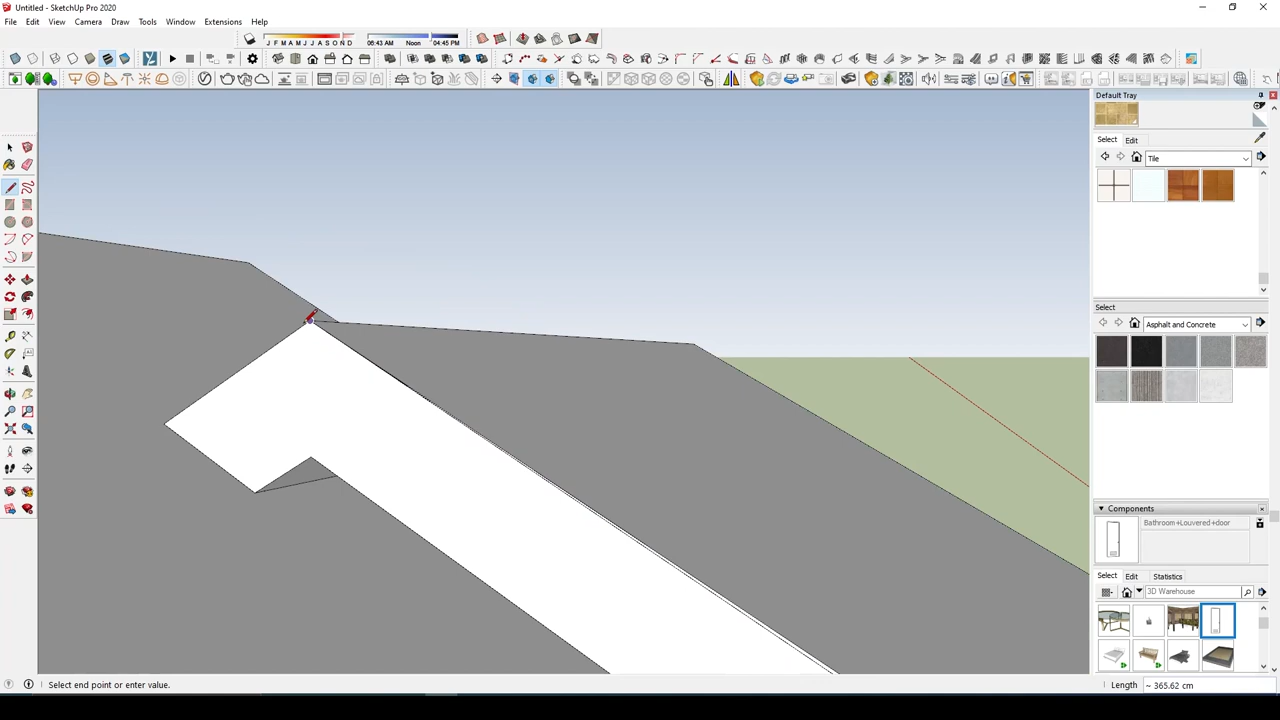 Untitled - SketchUp Pro 2020
File Edit View Camera Draw Tools Window Extensions Help
J F M A M J J A S O N D 06:43 AM Noon 04:45 PM
Default Tray
Select Edit
Tile
Select
Asphalt and Concrete
Components
Bathroom+Louvered+door
Select Edit Statistics
3D Warehouse
Select end point or enter value. Length ~ 365.62 cm